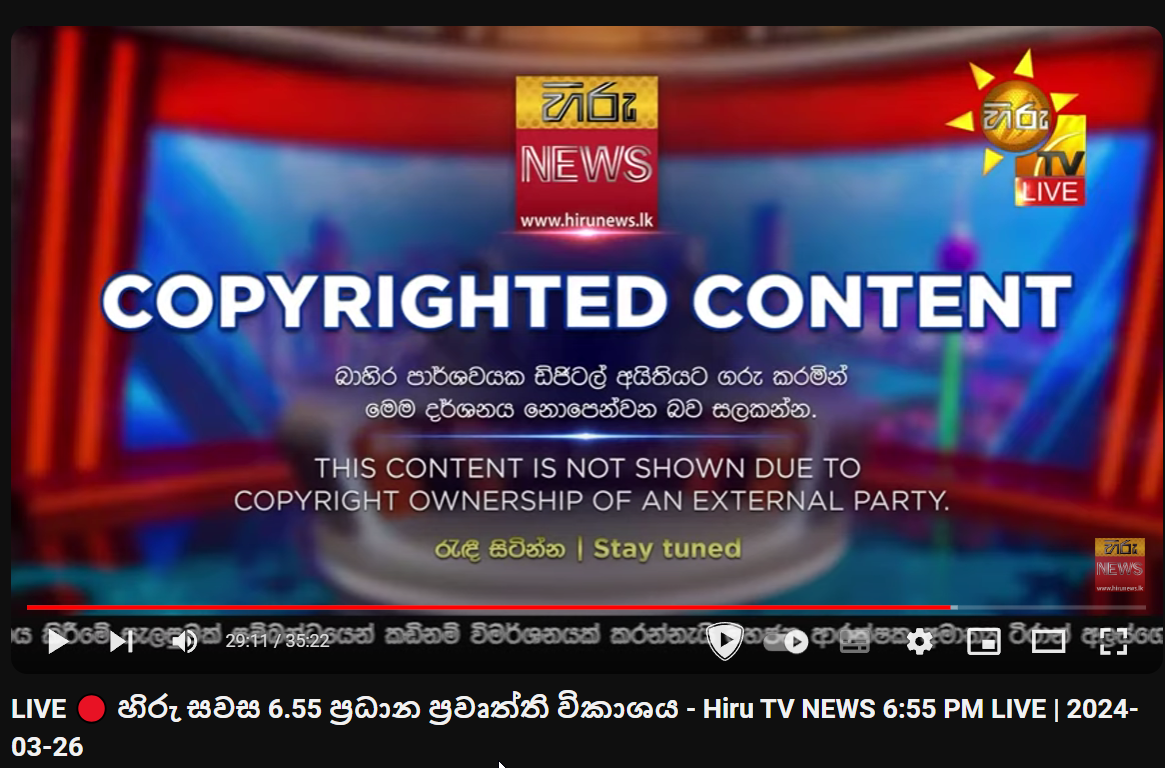 හිරු
NEWS
www.hirunews.lk
හිරු
TV
LIVE
COPYRIGHTED CONTENT
බාහිර පාර්ශවයක ඩිජිටල් අයිතියට ගරු කරමින්
මෙම දර්ශනය නොපෙන්වන බව සලකන්න.
THIS CONTENT IS NOT SHOWN DUE TO
COPYRIGHT OWNERSHIP OF AN EXTERNAL PARTY.
රැඳී සිටින්න | Stay tuned
හිරු
NEWS
www.hirunews.lk
කඩිනම් විමර්ශනයක්
29:11 / 35:22
LIVE 🔴 හිරු සවස 6.55 ප්‍රධාන ප්‍රවෘත්ති විකාශය - Hiru TV NEWS 6:55 PM LIVE | 2024-
03-26